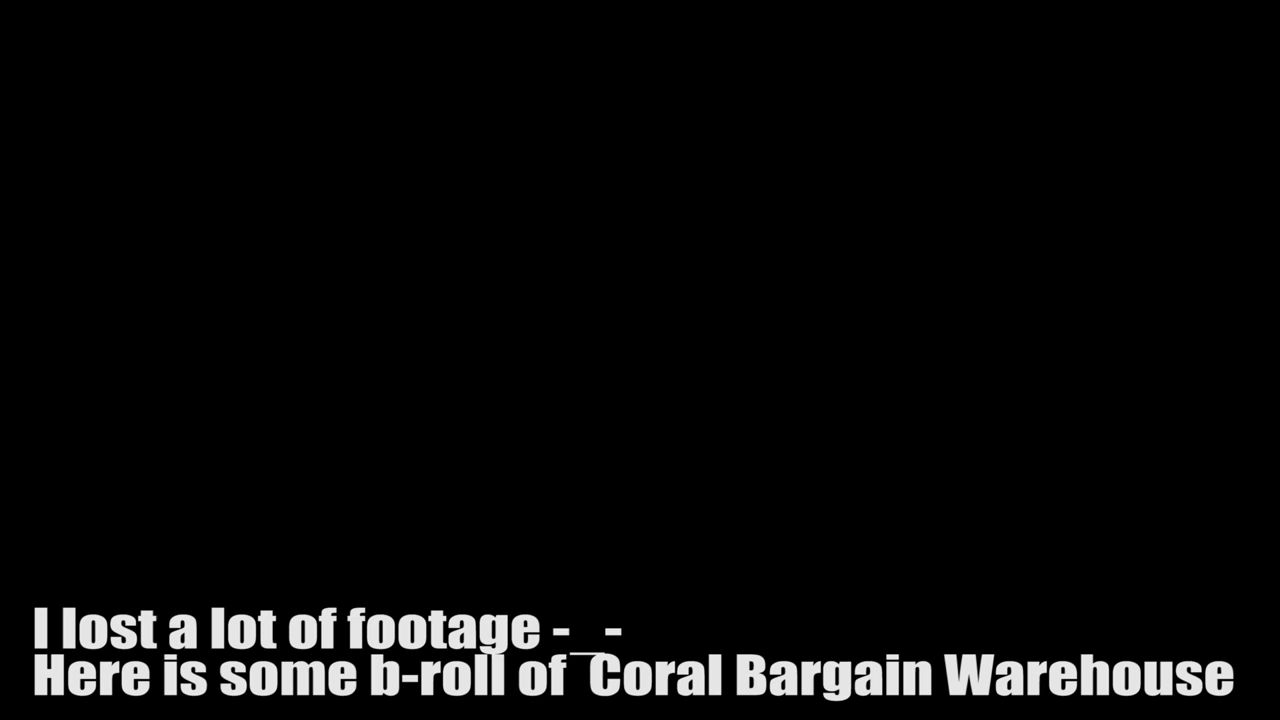 I lost a lot of footage -_-
Here is some b-roll of Coral Bargain Warehouse